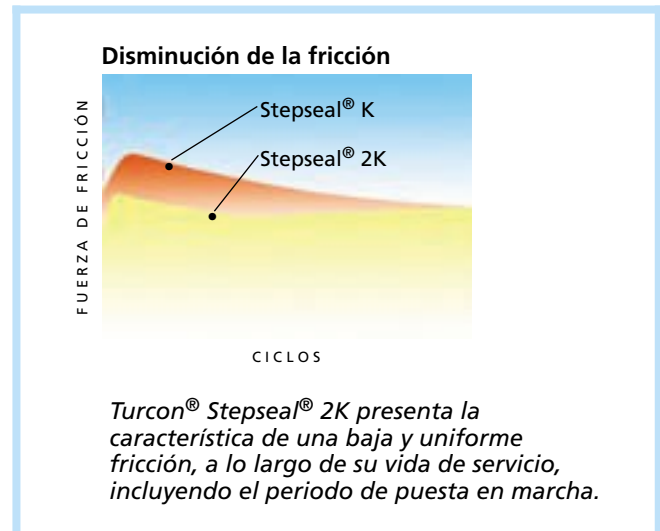 Disminución de la fricción
FUERZA DE FRICCIÓN
Stepseal® K
Stepseal® 2K
CICLOS
Turcon® Stepseal® 2K presenta la
característica de una baja y uniforme
fricción, a lo largo de su vida de servicio,
incluyendo el periodo de puesta en marcha.